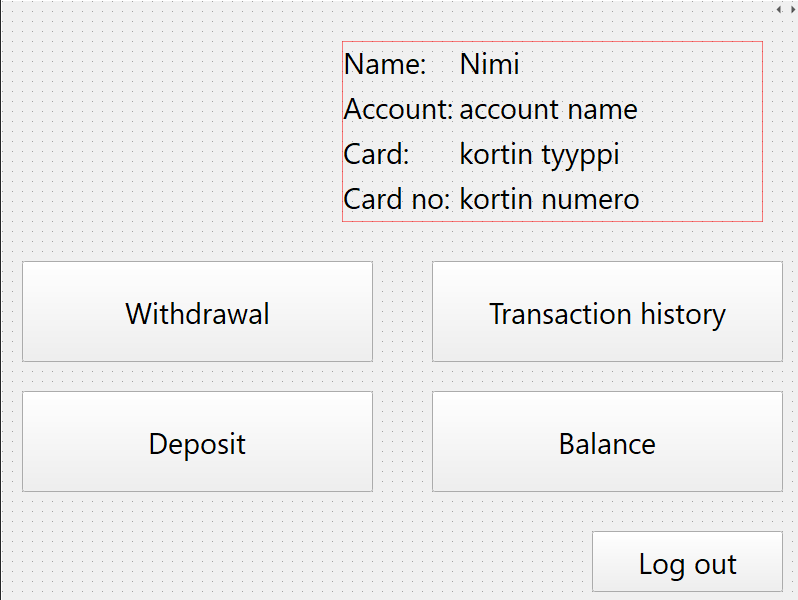 Name: Nimi
Account: account name
Card: kortin tyyppi
Card no: kortin numero
Withdrawal
Transaction history
Deposit
Balance
Log out